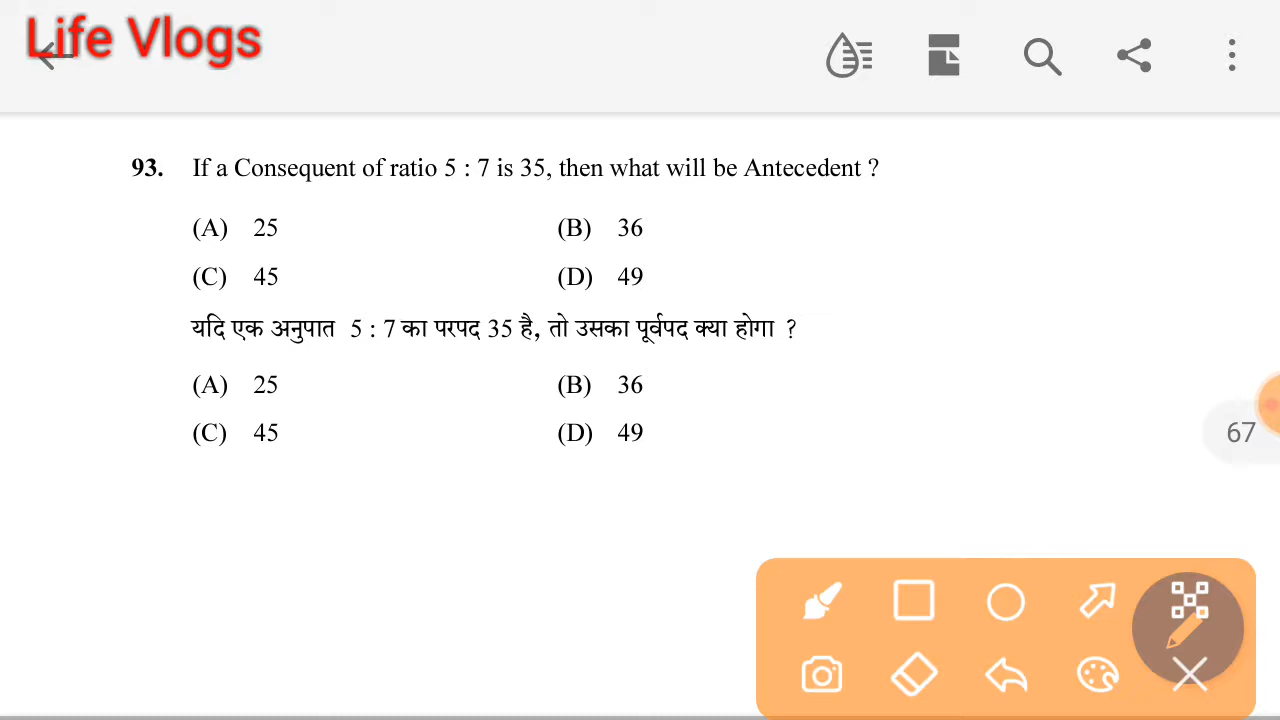 Life Vlogs
93. If a Consequent of ratio 5 : 7 is 35, then what will be Antecedent ?
(A) 25 (B) 36
(C) 45 (D) 49
यदि एक अनुपात 5 : 7 का परपद 35 है, तो उसका पूर्वपद क्या होगा ?
(A) 25 (B) 36
(C) 45 (D) 49
67